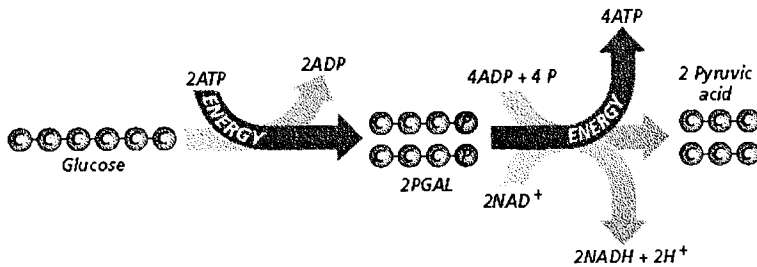 4ATP
2ATP
2ADP
4ADP + 4 P
2 Pyruvic
acid
ENERGY
ENERGY
C C C C C C
C C C P
C C C
C C C P
C C C
Glucose
2PGAL
2NAD+
2NADH + 2H+